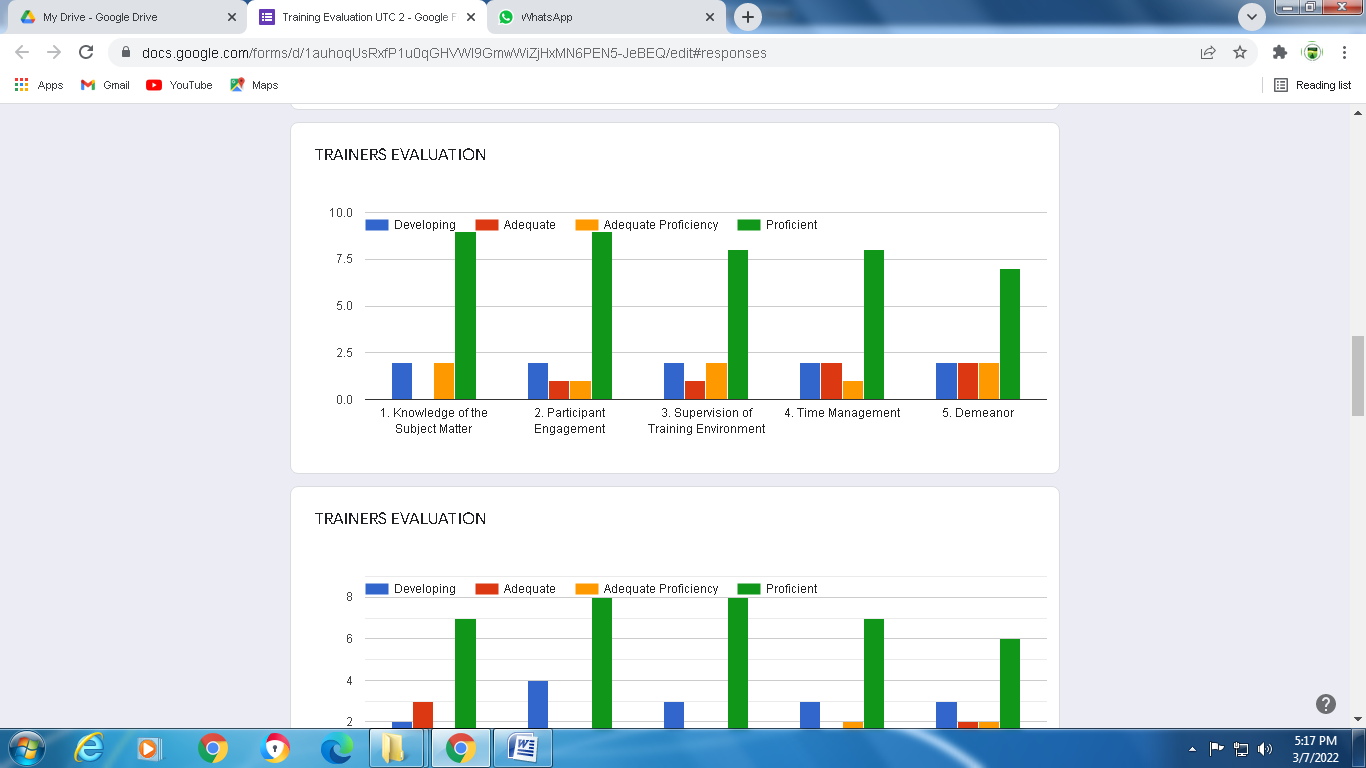 My Drive - Google Drive
Training Evaluation UTC 2 - Google F
WhatsApp
docs.google.com/forms/d/1auhoqUsRxfP1u0qGHVWI9GmwWiZjHxMN6PEN5-JeBEQ/edit#responses
Apps
Gmail
YouTube
Maps
Reading list
TRAINERS EVALUATION
10.0
Developing
Adequate
Adequate Proficiency
Proficient
7.5
5.0
2.5
0.0
1. Knowledge of the
Subject Matter
2. Participant
Engagement
3. Supervision of
Training Environment
4. Time Management
5. Demeanor
TRAINERS EVALUATION
Developing
Adequate
Adequate Proficiency
Proficient
8
6
4
2
5:17 PM
3/7/2022